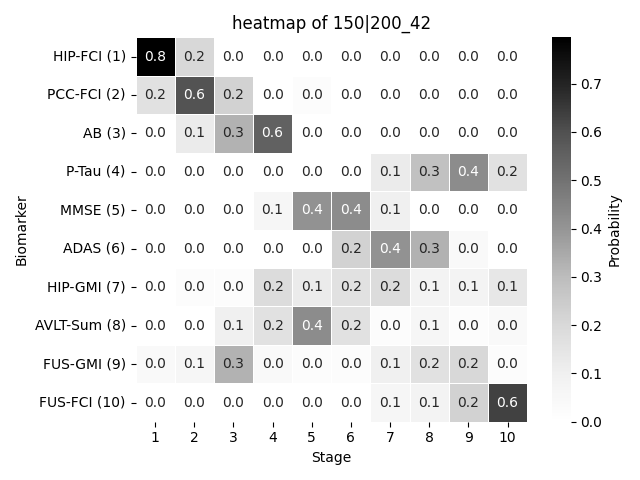 heatmap of 150|200_42
HIP-FCI (1) 0.8 0.2 0.0 0.0 0.0 0.0 0.0 0.0 0.0 0.0
PCC-FCI (2) 0.2 0.6 0.2 0.0 0.0 0.0 0.0 0.0 0.0 0.0
AB (3) 0.0 0.1 0.3 0.6 0.0 0.0 0.0 0.0 0.0 0.0
P-Tau (4) 0.0 0.0 0.0 0.0 0.0 0.0 0.1 0.3 0.4 0.2
MMSE (5) 0.0 0.0 0.0 0.1 0.4 0.4 0.1 0.0 0.0 0.0
ADAS (6) 0.0 0.0 0.0 0.0 0.0 0.2 0.4 0.3 0.0 0.0
HIP-GMI (7) 0.0 0.0 0.0 0.2 0.1 0.2 0.2 0.1 0.1 0.1
AVLT-Sum (8) 0.0 0.0 0.1 0.2 0.4 0.2 0.0 0.1 0.0 0.0
FUS-GMI (9) 0.0 0.1 0.3 0.0 0.0 0.0 0.1 0.2 0.2 0.0
FUS-FCI (10) 0.0 0.0 0.0 0.0 0.0 0.0 0.1 0.1 0.2 0.6
1 2 3 4 5 6 7 8 9 10
Stage
Biomarker
0.7
0.6
0.5
0.4
0.3
0.2
0.1
0.0
Probability